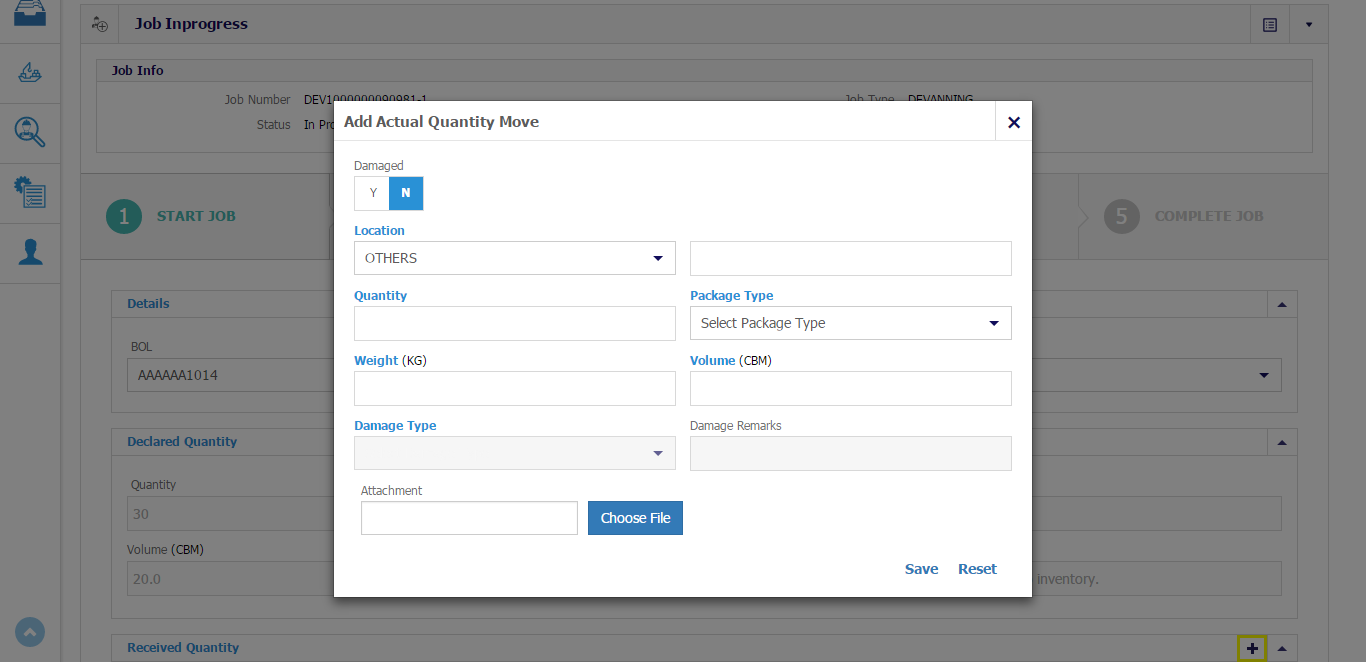 Job Inprogress
Job Info
Job Number DEV1000000090981-1 Job Type DEVANNING
Status In Pro
Add Actual Quantity Move
Damaged
Y N
Location
OTHERS
Quantity Package Type
Select Package Type
Weight (KG) Volume (CBM)
Damage Type Damage Remarks
Attachment
Choose File
Save Reset
1 START JOB
5 COMPLETE JOB
Details
BOL
AAAAAA1014
Declared Quantity
Quantity
30
Volume (CBM)
20.0 inventory.
Received Quantity